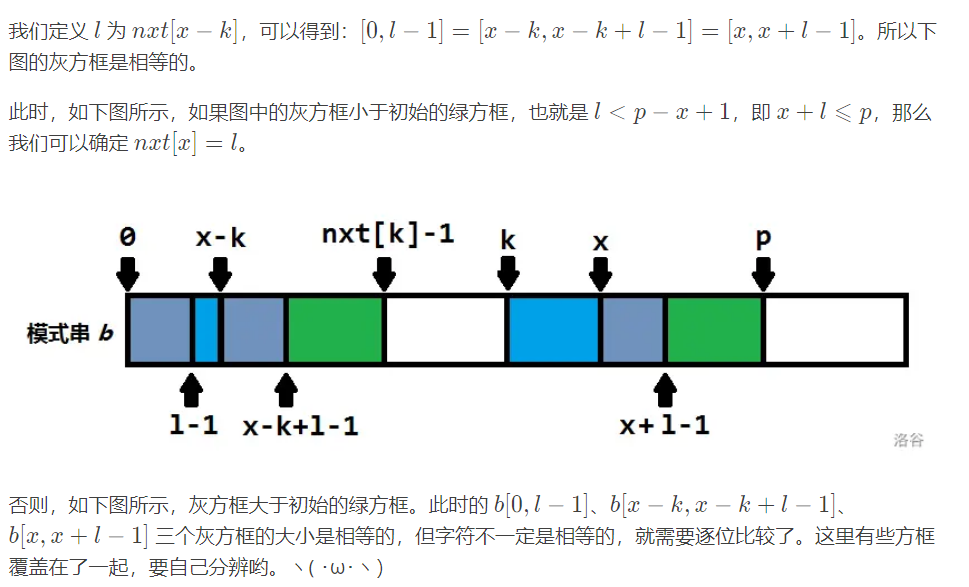 我们定义 l 为 nxt[x − k]，可以得到：[0, l − 1] = [x − k, x − k + l − 1] = [x, x + l − 1]。所以下
图的灰方框是相等的。
此时，如下图所示，如果图中的灰方框小于初始的绿方框，也就是 l < p − x + 1，即 x + l ⩽ p，那么
我们可以确定 nxt[x] = l。
0 x-k nxt[k]-1 k x p
模式串 b
l-1 x-k+l-1 x+l-1
洛谷
否则，如下图所示，灰方框大于初始的绿方框。此时的 b[0, l − 1]、b[x − k, x − k + l − 1]、
b[x, x + l − 1] 三个灰方框的大小是相等的，但字符不一定是相等的，就需要逐位比较了。这里有些方框
覆盖在了一起，要自己分辨哟。ヽ( ･ω･ヽ)